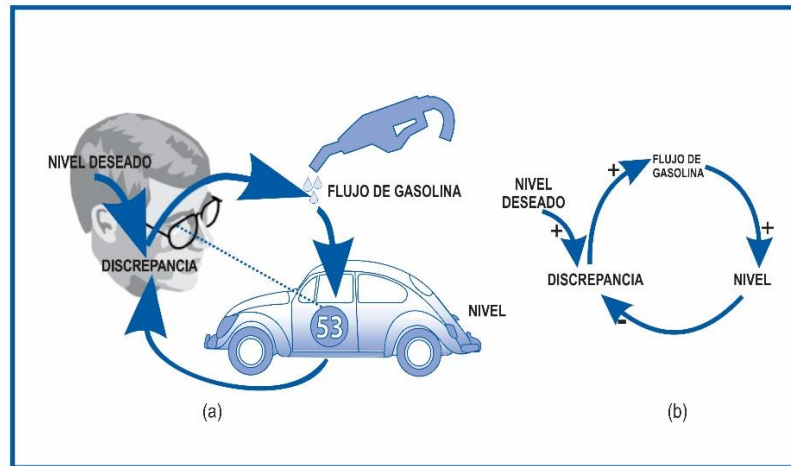 NIVEL DESEADO
FLUJO DE GASOLINA
DISCREPANCIA
53
NIVEL
(a)
FLUJO DE
GASOLINA
+
NIVEL
DESEADO
+
+
DISCREPANCIA
NIVEL
-
(b)